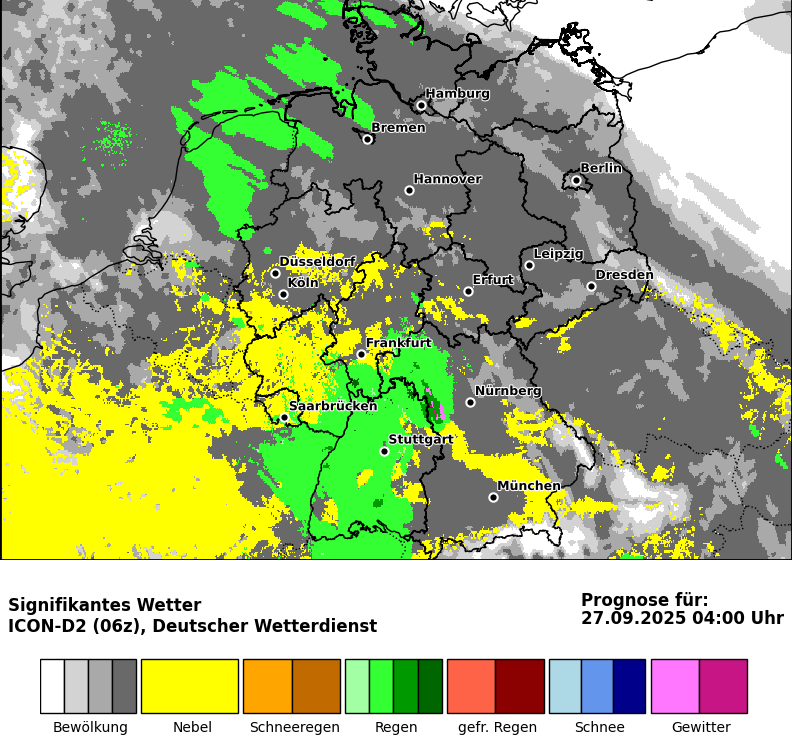 Hamburg
Bremen
Berlin
Hannover
Leipzig
Düsseldorf
Dresden
Köln
Erfurt
Frankfurt
Nürnberg
Saarbrücken
Stuttgart
München
Signifikantes Wetter
ICON-D2 (06z), Deutscher Wetterdienst
Prognose für:
27.09.2025 04:00 Uhr
Bewölkung Nebel Schneeregen Regen gefr. Regen Schnee Gewitter